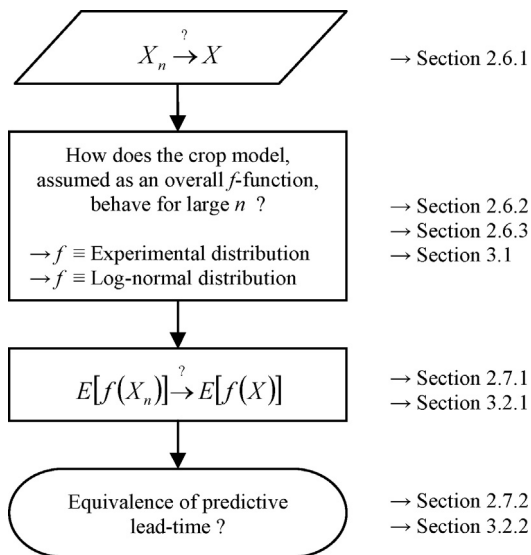 X_n →^? X
→ Section 2.6.1
How does the crop model,
assumed as an overall f-function,
behave for large n ?
→ f ≡ Experimental distribution
→ f ≡ Log-normal distribution
→ Section 2.6.2
→ Section 2.6.3
→ Section 3.1
E[f(X_n)] →^? E[f(X)]
→ Section 2.7.1
→ Section 3.2.1
Equivalence of predictive
lead-time ?
→ Section 2.7.2
→ Section 3.2.2